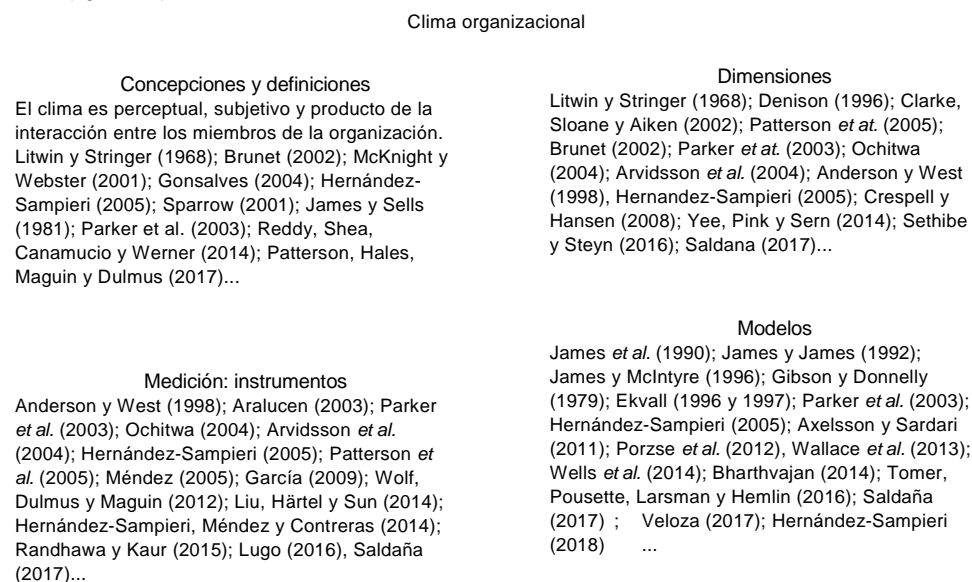 Clima organizacional
Concepciones y definiciones
El clima es perceptual, subjetivo y producto de la
interacción entre los miembros de la organización.
Litwin y Stringer (1968); Brunet (2002); McKnight y
Webster (2001); Gonsalves (2004); Hernández-
Sampieri (2005); Sparrow (2001); James y Sells
(1981); Parker et al. (2003); Reddy, Shea,
Canamucio y Werner (2014); Patterson, Hales,
Maguin y Dulmus (2017)...
Dimensiones
Litwin y Stringer (1968); Denison (1996); Clarke,
Sloane y Aiken (2002); Patterson et at. (2005);
Brunet (2002); Parker et at. (2003); Ochitwa
(2004); Arvidsson et al. (2004); Anderson y West
(1998), Hernandez-Sampieri (2005); Crespell y
Hansen (2008); Yee, Pink y Sern (2014); Sethibe
y Steyn (2016); Saldana (2017)...
Medición: instrumentos
Anderson y West (1998); Aralucen (2003); Parker
et al. (2003); Ochitwa (2004); Arvidsson et al.
(2004); Hernández-Sampieri (2005); Patterson et
al. (2005); Méndez (2005); García (2009); Wolf,
Dulmus y Maguin (2012); Liu, Härtel y Sun (2014);
Hernández-Sampieri, Méndez y Contreras (2014);
Randhawa y Kaur (2015); Lugo (2016), Saldaña
(2017)...
Modelos
James et al. (1990); James y James (1992);
James y McIntyre (1996); Gibson y Donnelly
(1979); Ekvall (1996 y 1997); Parker et al. (2003);
Hernández-Sampieri (2005); Axelsson y Sardari
(2011); Porzse et al. (2012), Wallace et al. (2013);
Wells et al. (2014); Bharthvajan (2014); Tomer,
Pousette, Larsman y Hemlin (2016); Saldaña
(2017) ; Veloza (2017); Hernández-Sampieri
(2018) ...